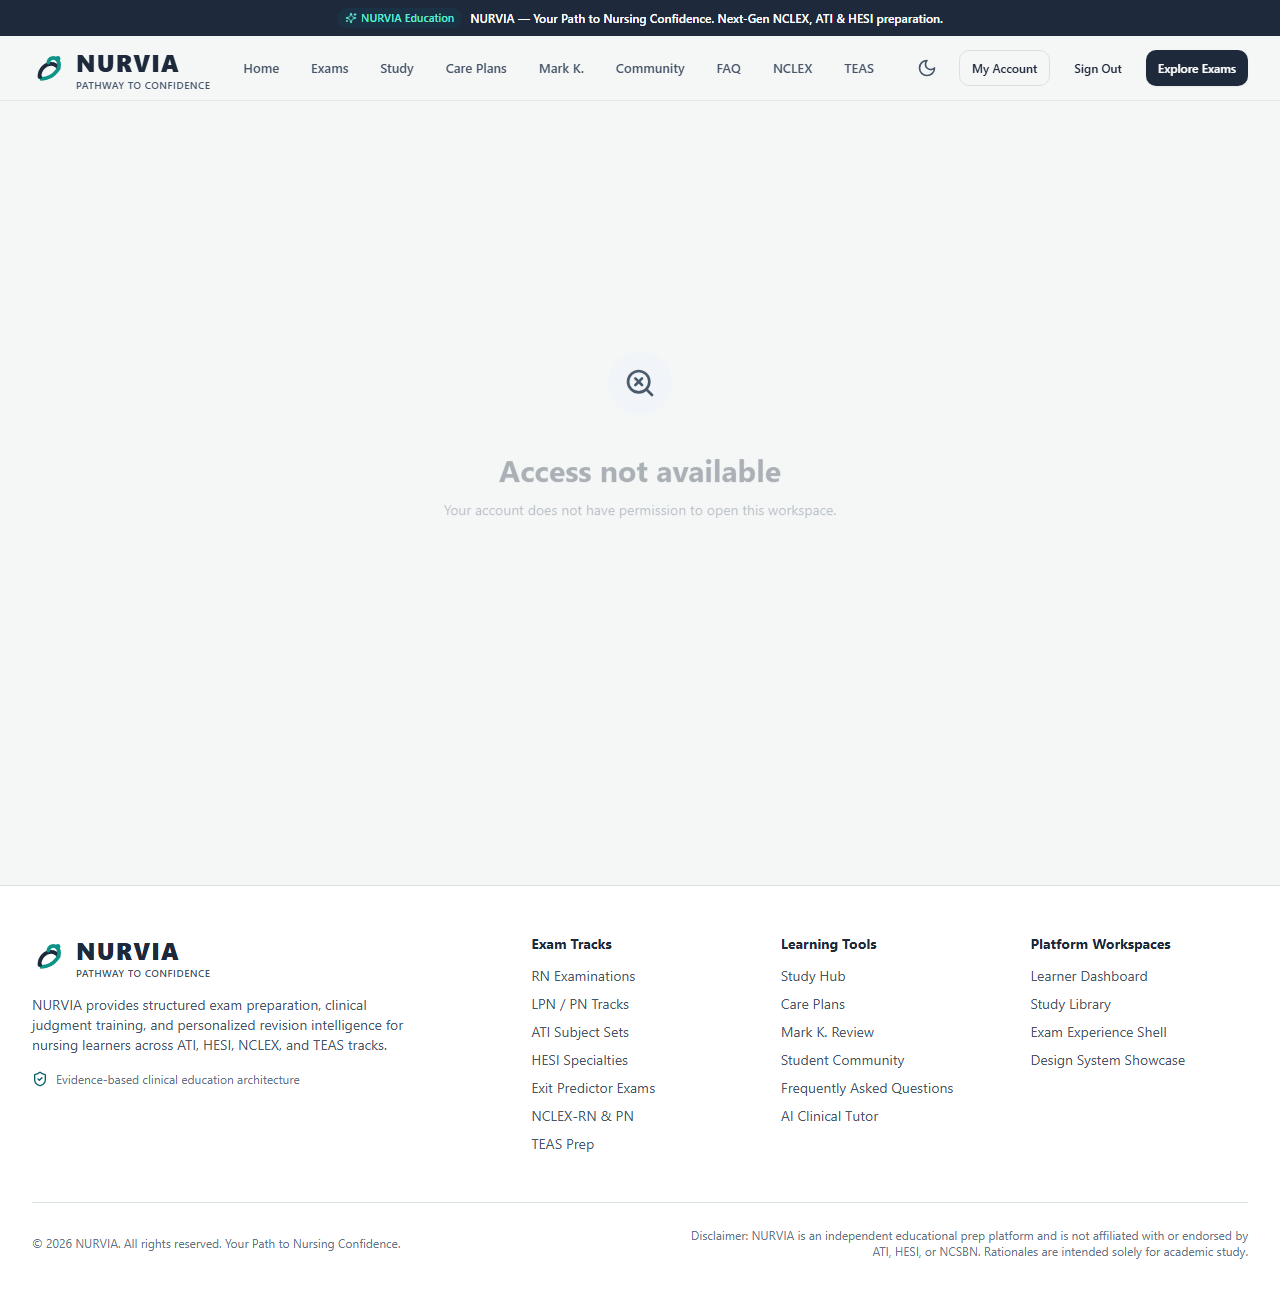 NURVIA Education NURVIA — Your Path to Nursing Confidence. Next-Gen NCLEX, ATI & HESI preparation.
NURVIA
PATHWAY TO CONFIDENCE
Home Exams Study Care Plans Mark K. Community FAQ NCLEX TEAS My Account Sign Out Explore Exams
Access not available
Your account does not have permission to open this workspace.
NURVIA
PATHWAY TO CONFIDENCE
NURVIA provides structured exam preparation, clinical
judgment training, and personalized revision intelligence for
nursing learners across ATI, HESI, NCLEX, and TEAS tracks.
Evidence-based clinical education architecture
Exam Tracks
RN Examinations
LPN / PN Tracks
ATI Subject Sets
HESI Specialties
Exit Predictor Exams
NCLEX-RN & PN
TEAS Prep
Learning Tools
Study Hub
Care Plans
Mark K. Review
Student Community
Frequently Asked Questions
AI Clinical Tutor
Platform Workspaces
Learner Dashboard
Study Library
Exam Experience Shell
Design System Showcase
© 2026 NURVIA. All rights reserved. Your Path to Nursing Confidence.
Disclaimer: NURVIA is an independent educational prep platform and is not affiliated with or endorsed by
ATI, HESI, or NCSBN. Rationales are intended solely for academic study.